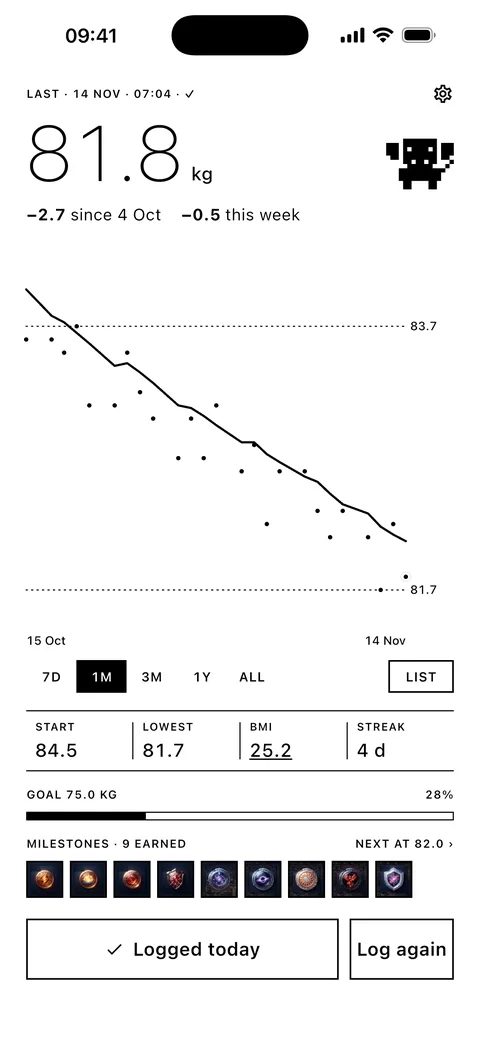 09:41
LAST · 14 NOV · 07:04 · ✓
81.8 kg
−2.7 since 4 Oct −0.5 this week
83.7
81.7
15 Oct 14 Nov
7D 1M 3M 1Y ALL LIST
START LOWEST BMI STREAK
84.5 81.7 25.2 4 d
GOAL 75.0 KG 28%
MILESTONES · 9 EARNED NEXT AT 82.0 ›
✓ Logged today Log again